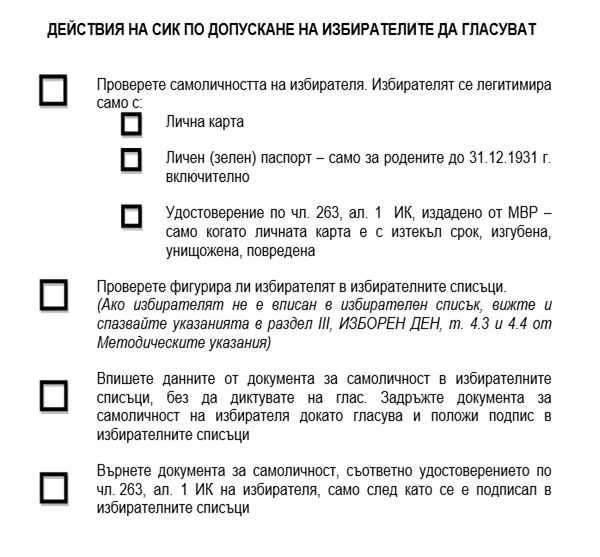 ДЕЙСТВИЯ НА СИК ПО ДОПУСКАНЕ НА ИЗБИРАТЕЛИТЕ ДА ГЛАСУВАТ
Проверете самоличността на избирателя. Избирателят се легитимира
само с:
Лична карта
Личен (зелен) паспорт – само за родените до 31.12.1931 г.
включително
Удостоверение по чл. 263, ал. 1 ИК, издадено от МВР –
само когато личната карта е с изтекъл срок, изгубена,
унищожена, повредена
Проверете фигурира ли избирателят в избирателните списъци.
(Ако избирателят не е вписан в избирателен списък, вижте и
спазвайте указанията в раздел III, ИЗБОРЕН ДЕН, т. 4.3 и 4.4 от
Методическите указания)
Впишете данните от документа за самоличност в избирателните
списъци, без да диктувате на глас. Задръжте документа за
самоличност на избирателя докато гласува и положи подпис в
избирателните списъци
Върнете документа за самоличност, съответно удостоверението по
чл. 263, ал. 1 ИК на избирателя, само след като се е подписал в
избирателните списъци